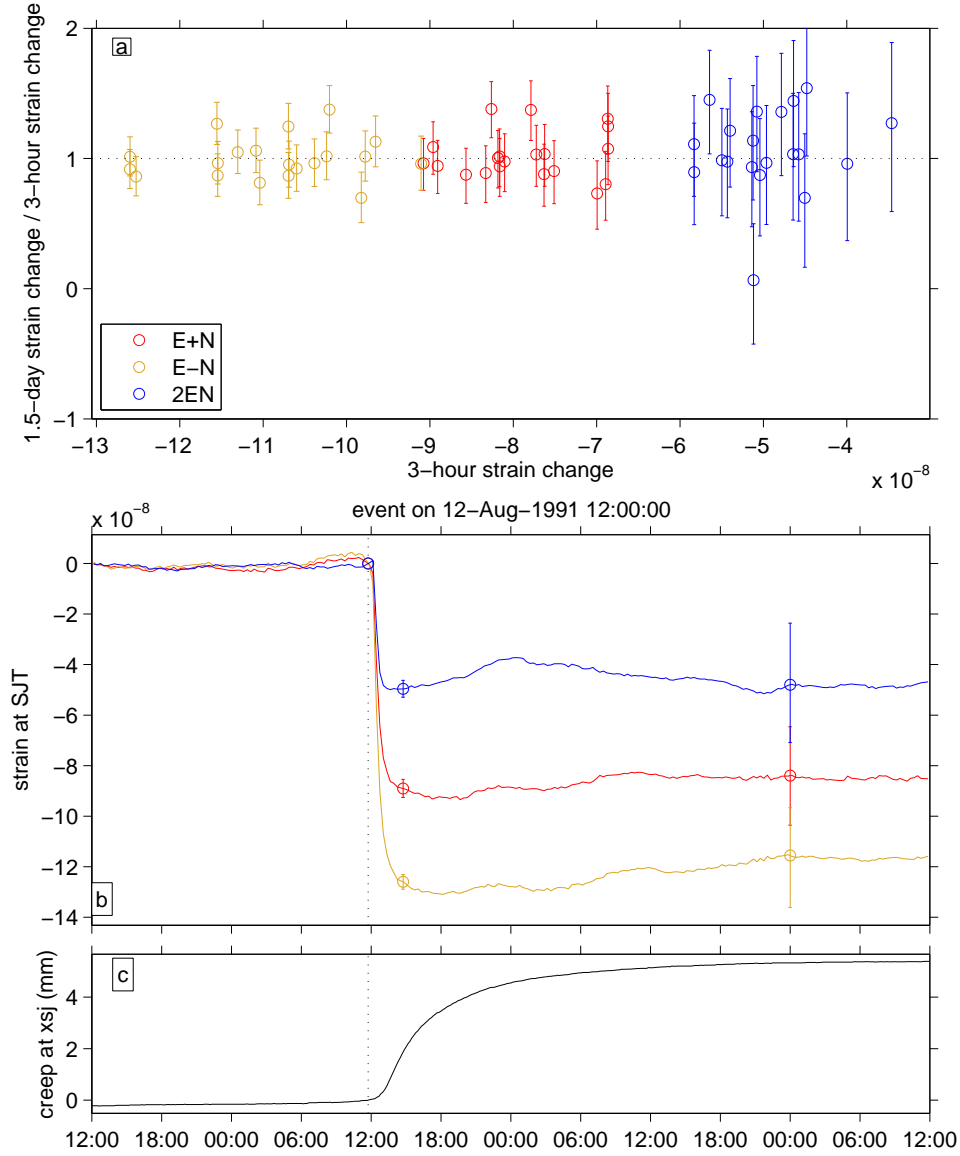 1.5−day strain change / 3−hour strain change
a
2
1
0
−1
E+N
E−N
2EN
−13 −12 −11 −10 −9 −8 −7 −6 −5 −4
3−hour strain change
x 10−8
x 10−8
event on 12−Aug−1991 12:00:00
strain at SJT
0
−2
−4
−6
−8
−10
−12
−14
b
creep at xsj (mm)
c
4
2
0
12:00 18:00 00:00 06:00 12:00 18:00 00:00 06:00 12:00 18:00 00:00 06:00 12:00